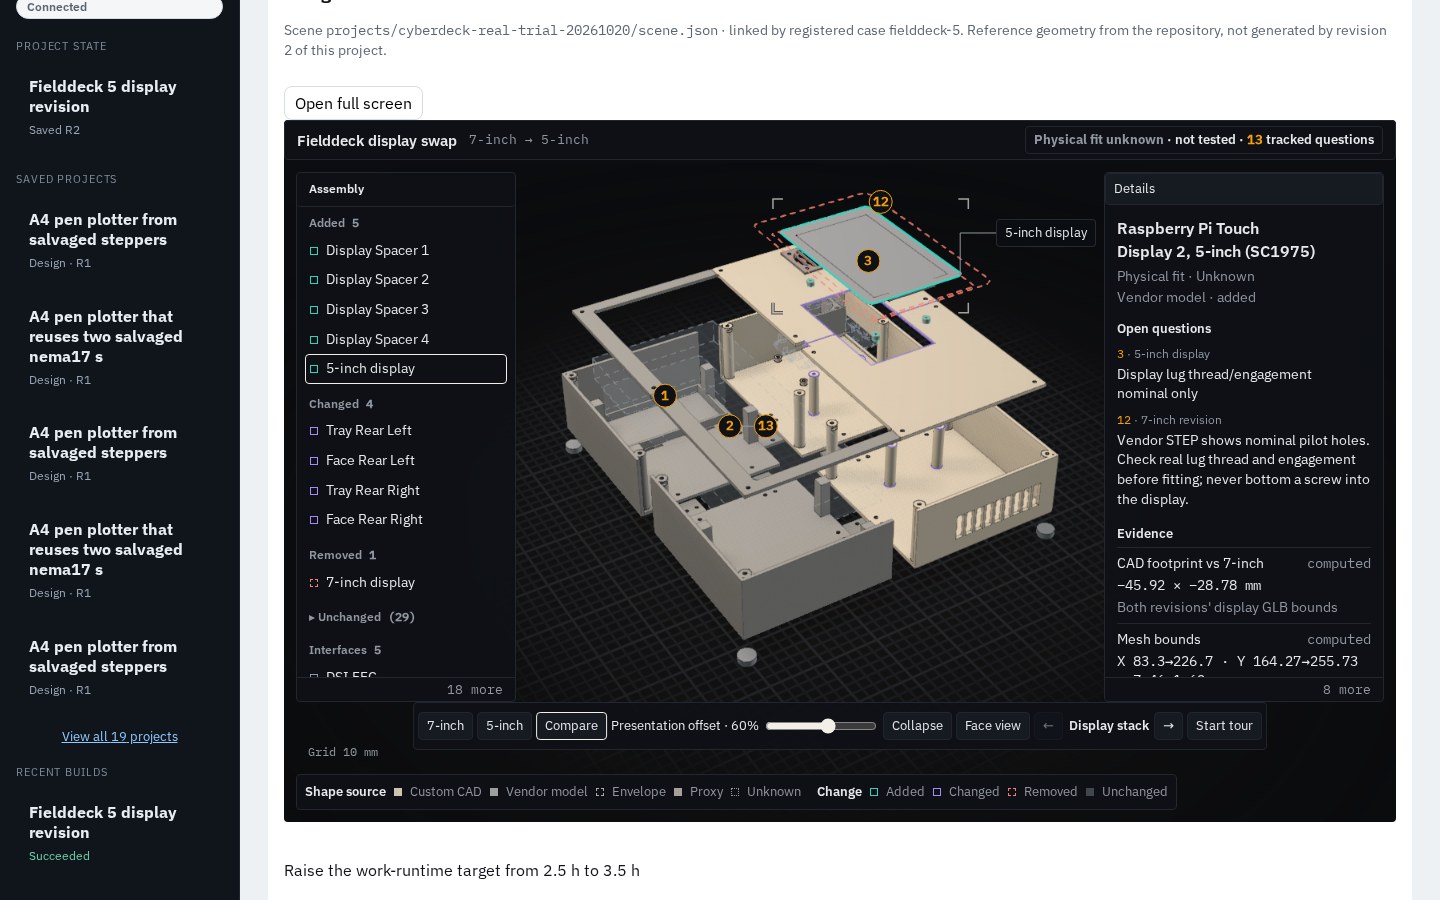 Connected
PROJECT STATE
Fielddeck 5 display
revision
Saved R2
SAVED PROJECTS
A4 pen plotter from
salvaged steppers
Design · R1
A4 pen plotter that
reuses two salvaged
nema17 s
Design · R1
A4 pen plotter from
salvaged steppers
Design · R1
A4 pen plotter that
reuses two salvaged
nema17 s
Design · R1
A4 pen plotter from
salvaged steppers
Design · R1
View all 19 projects
RECENT BUILDS
Fielddeck 5 display
revision
Succeeded
Scene projects/cyberdeck-real-trial-20261020/scene.json · linked by registered case fielddeck-5. Reference geometry from the repository, not generated by revision
2 of this project.
Open full screen
Fielddeck display swap 7-inch → 5-inch
Physical fit unknown · not tested · 13 tracked questions
Assembly
Added 5
Display Spacer 1
Display Spacer 2
Display Spacer 3
Display Spacer 4
5-inch display
Changed 4
Tray Rear Left
Face Rear Left
Tray Rear Right
Face Rear Right
Removed 1
7-inch display
▸ Unchanged (29)
Interfaces 5
18 more
12
3
5-inch display
1
2
13
Details
Raspberry Pi Touch
Display 2, 5-inch (SC1975)
Physical fit · Unknown
Vendor model · added
Open questions
3 · 5-inch display
Display lug thread/engagement
nominal only
12 · 7-inch revision
Vendor STEP shows nominal pilot holes.
Check real lug thread and engagement
before fitting; never bottom a screw into
the display.
Evidence
CAD footprint vs 7-inch computed
−45.92 × −28.78 mm
Both revisions' display GLB bounds
Mesh bounds computed
X 83.3→226.7 · Y 164.27→255.73
8 more
7-inch 5-inch Compare Presentation offset · 60% Collapse Face view ← Display stack → Start tour
Grid 10 mm
Shape source Custom CAD Vendor model Envelope Proxy Unknown Change Added Changed Removed Unchanged
Raise the work-runtime target from 2.5 h to 3.5 h